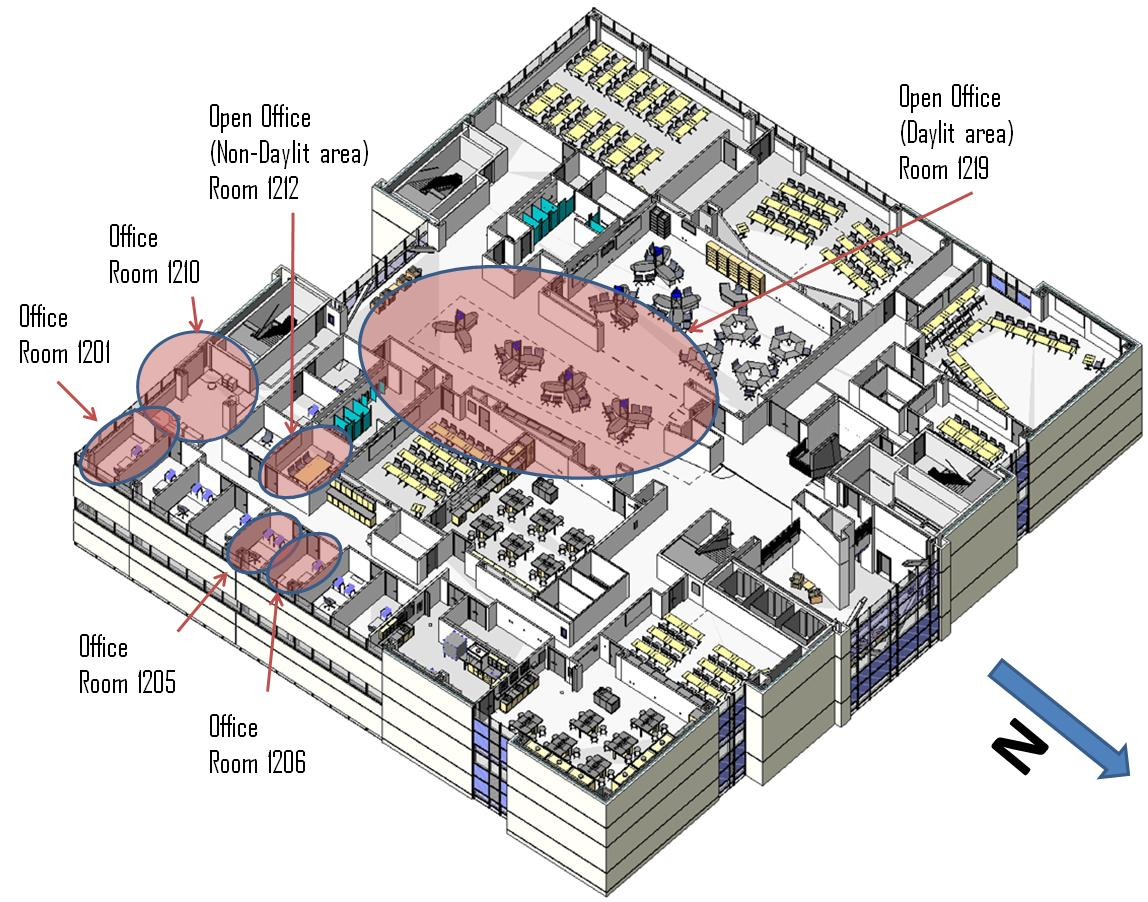 Open Office
(Daylit area)
Room 1219
Open Office
(Non-Daylit area)
Room 1212
Office
Room 1210
Office
Room 1201
Office
Room 1205
Office
Room 1206
N